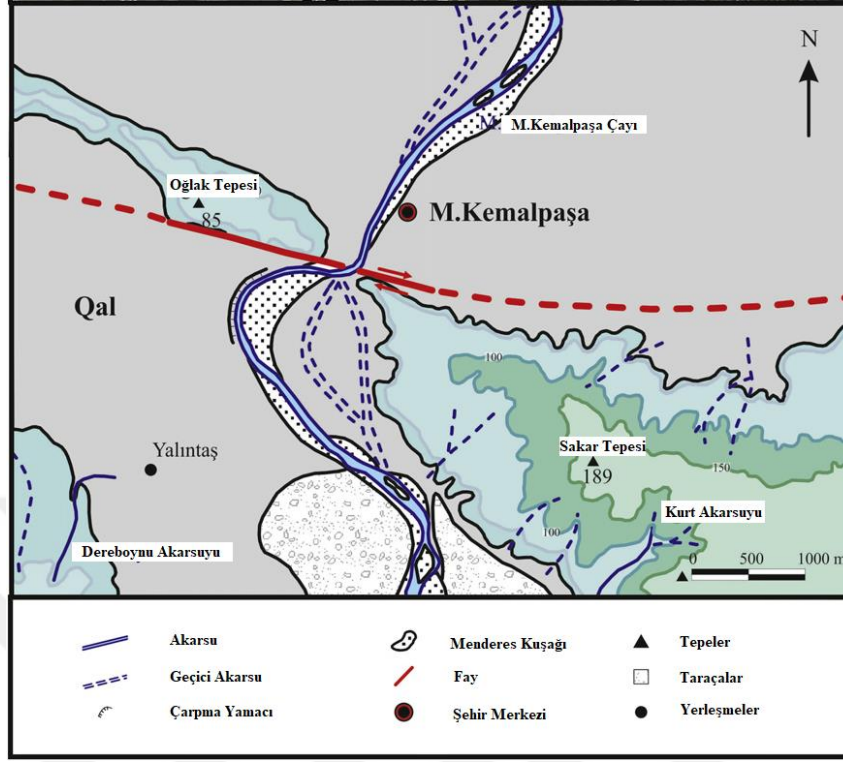 N
M.Kemalpaşa Çayı
Oğlak Tepesi
85
M.Kemalpaşa
Qal
100
Yalıntaş
Sakar Tepesi
189
150
Kurt Akarsuyu
100
Dereboynu Akarsuyu
0 500 1000 m
Akarsu
Menderes Kuşağı
Tepeler
Geçici Akarsu
Fay
Taraçalar
Çarpma Yamacı
Şehir Merkezi
Yerleşmeler